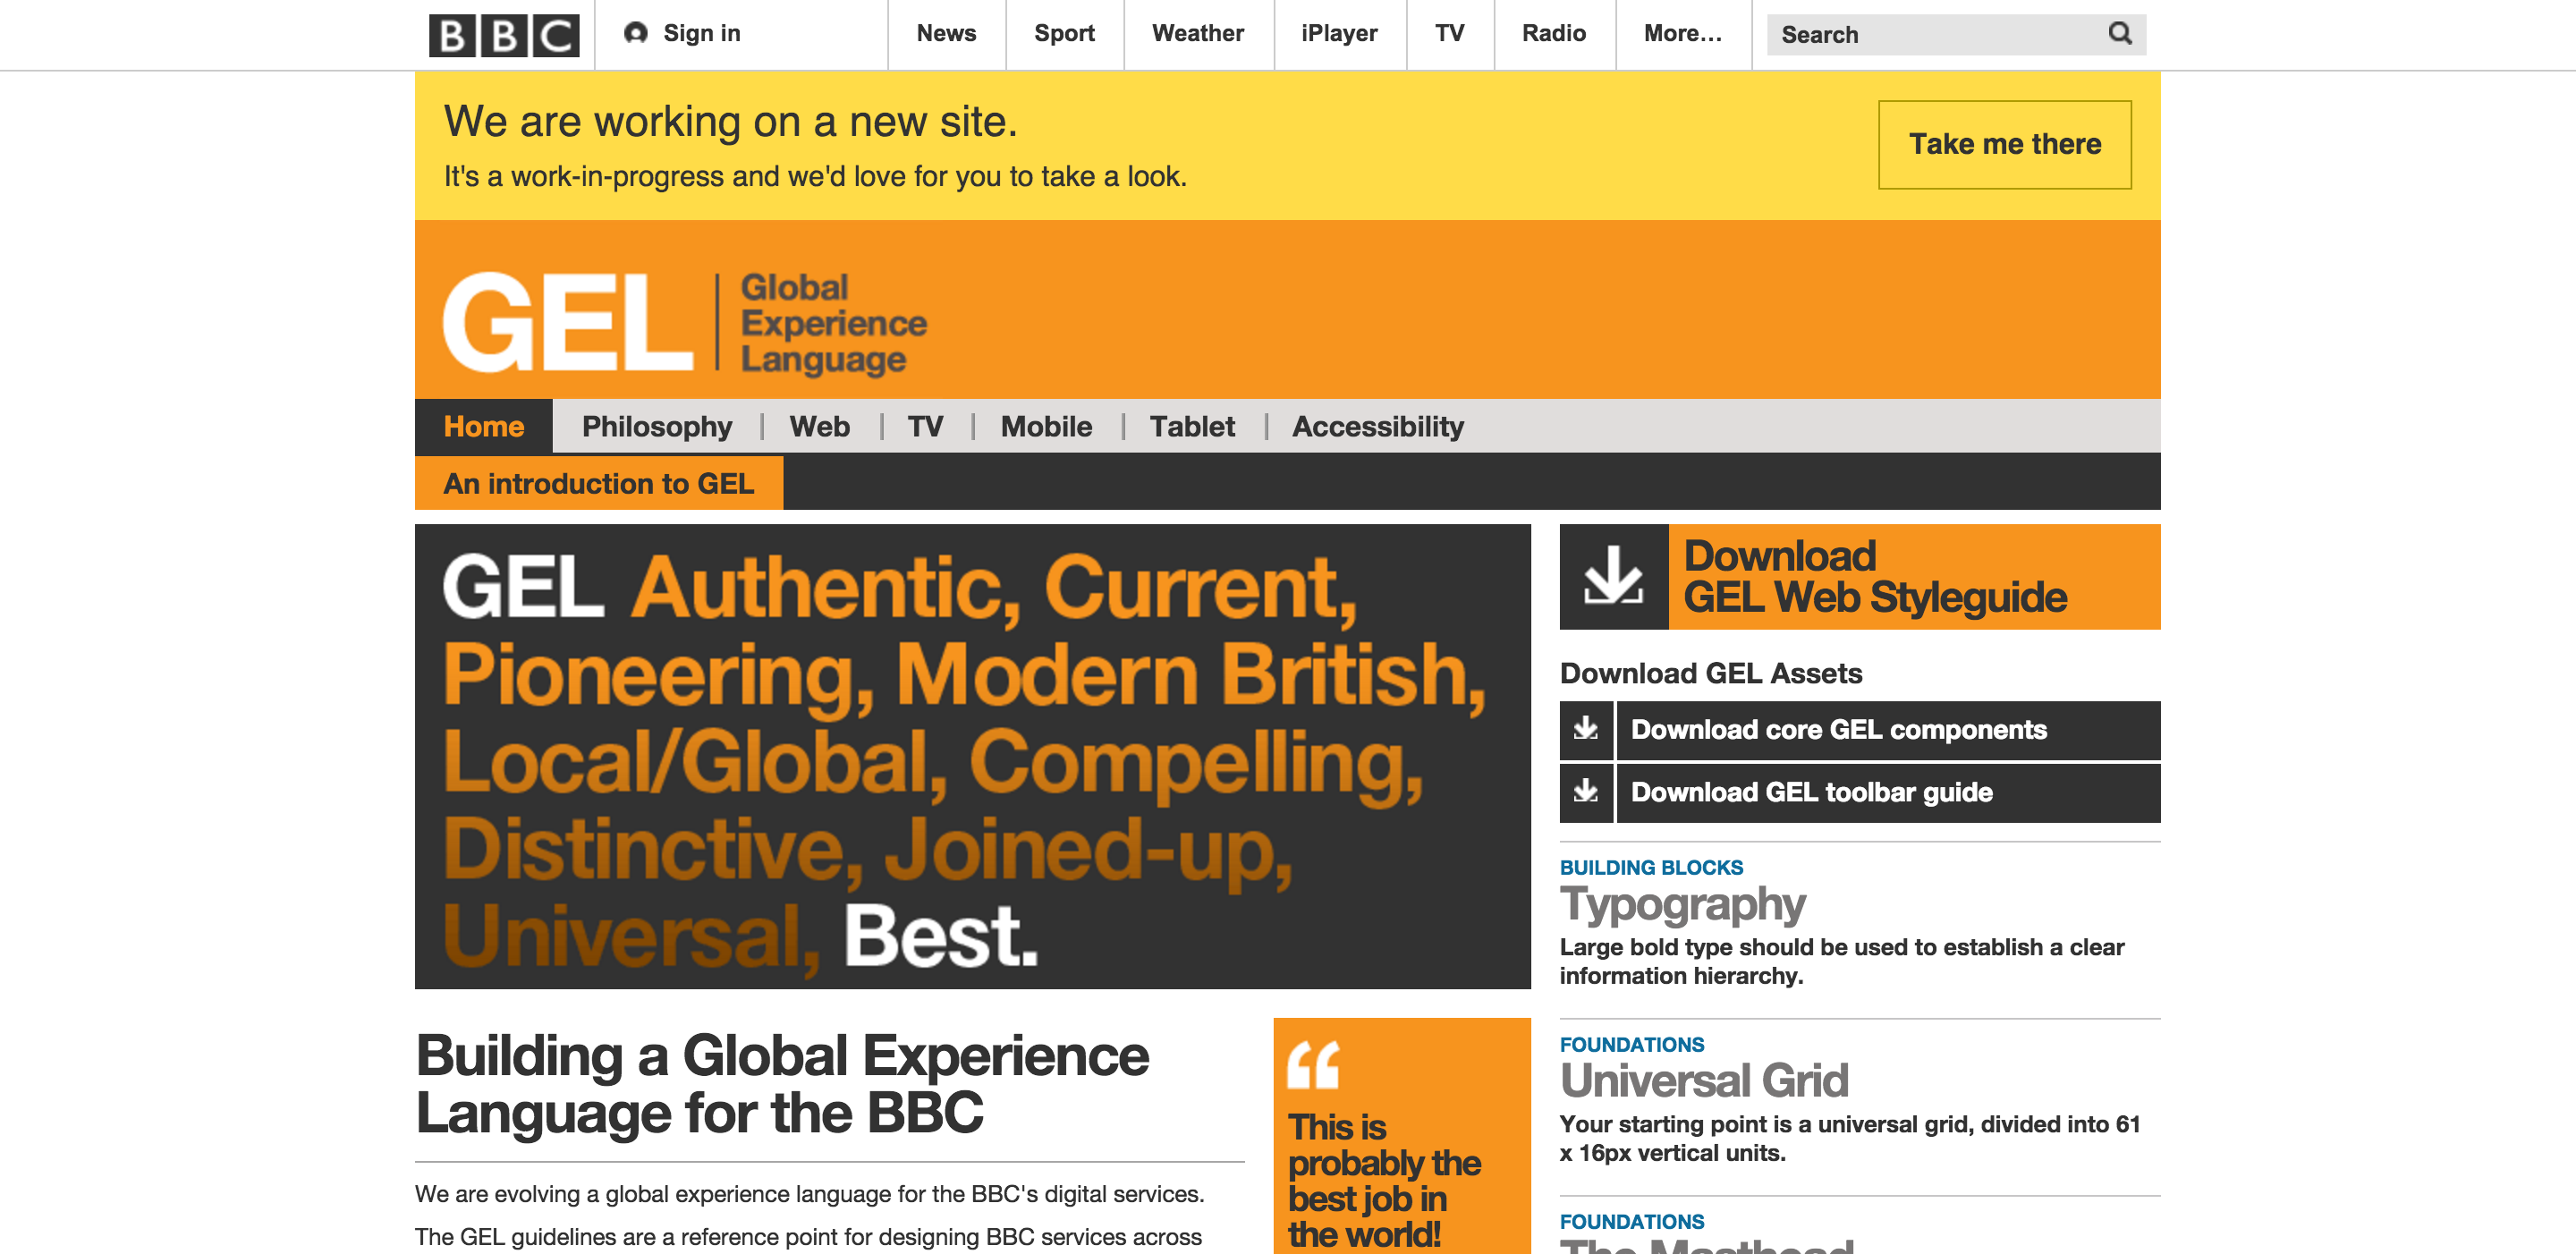 BBC
Sign in
News
Sport
Weather
iPlayer
TV
Radio
More...
Search
We are working on a new site.
It's a work-in-progress and we'd love for you to take a look.
Take me there
GEL
Global
Experience
Language
Home
Philosophy
Web
TV
Mobile
Tablet
Accessibility
An introduction to GEL
GEL Authentic, Current,
Pioneering, Modern British,
Local/Global, Compelling,
Distinctive, Joined-up,
Universal, Best.
Building a Global Experience
Language for the BBC
We are evolving a global experience language for the BBC's digital services.
The GEL guidelines are a reference point for designing BBC services across
“
This is
probably the
best job in
the world!
Download
GEL Web Styleguide
Download GEL Assets
Download core GEL components
Download GEL toolbar guide
BUILDING BLOCKS
Typography
Large bold type should be used to establish a clear
information hierarchy.
FOUNDATIONS
Universal Grid
Your starting point is a universal grid, divided into 61
x 16px vertical units.
FOUNDATIONS
The Masthead